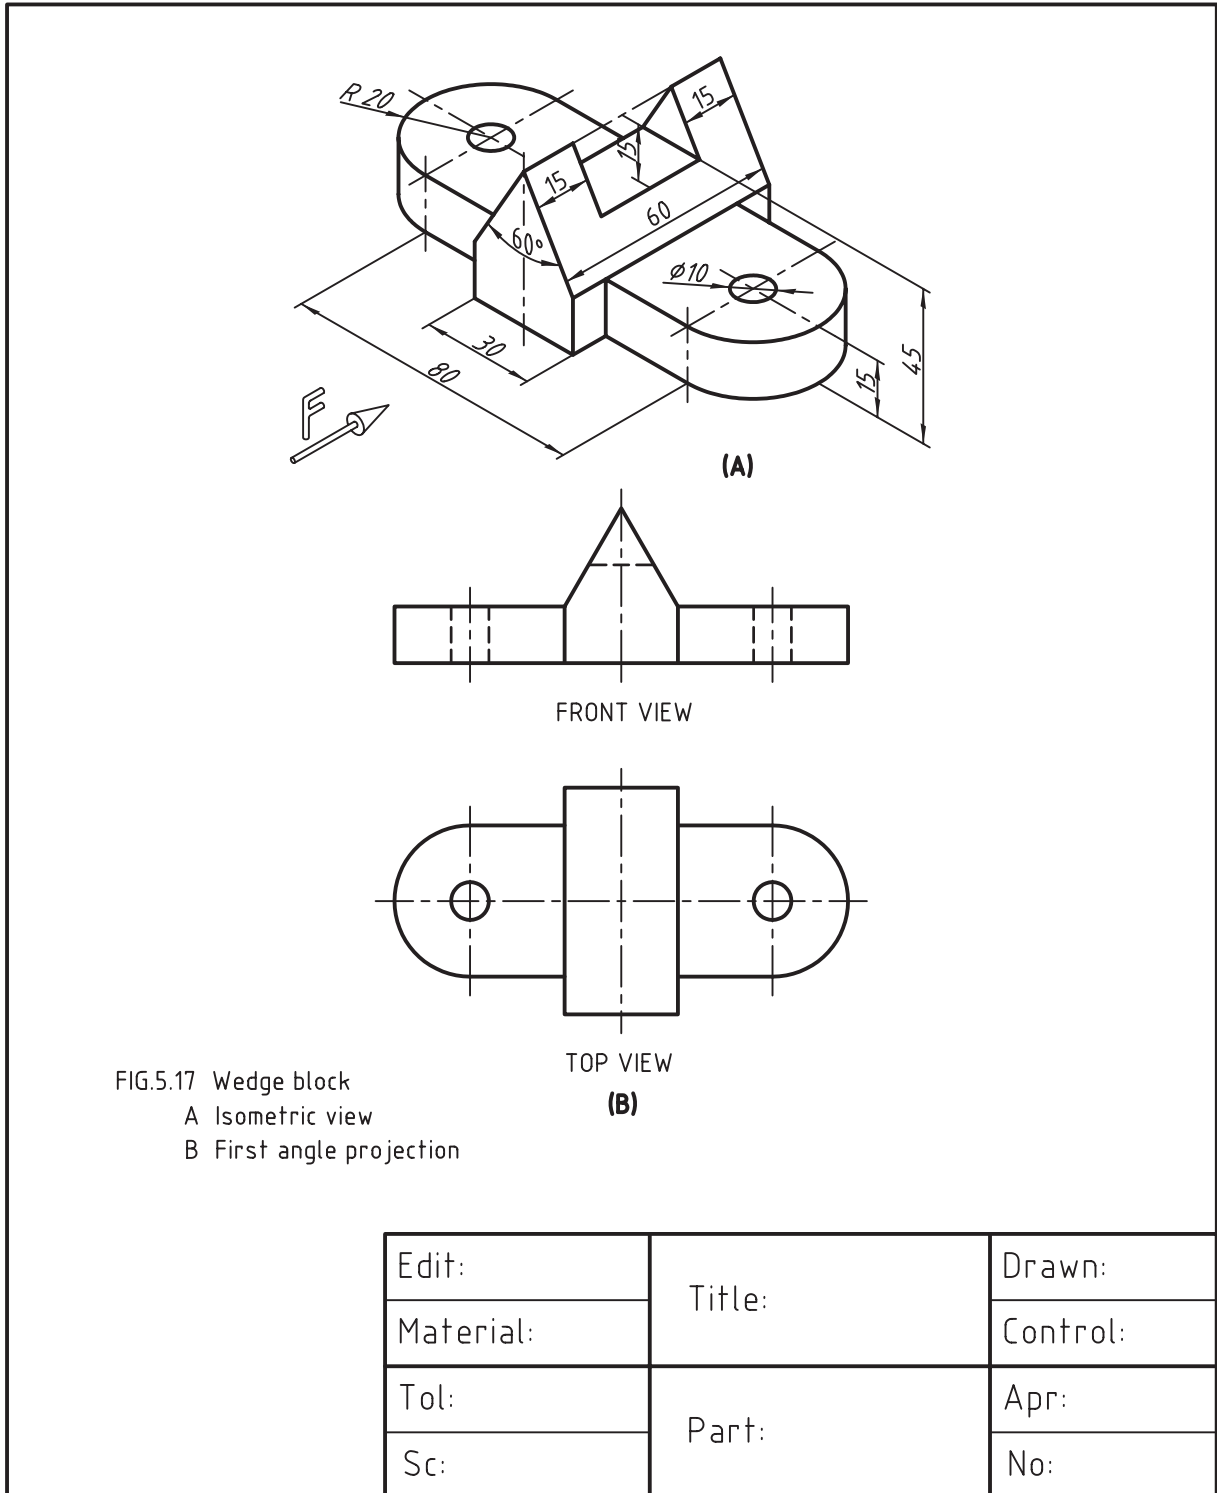 R 20
15
15
15
60
60°
⌀10
30
80
45
15
F
(A)
FRONT VIEW
TOP VIEW
(B)
FIG.5.17 Wedge block
A Isometric view
B First angle projection
Edit:
Title:
Drawn:
Material:
Control:
Tol:
Part:
Apr:
Sc:
No: